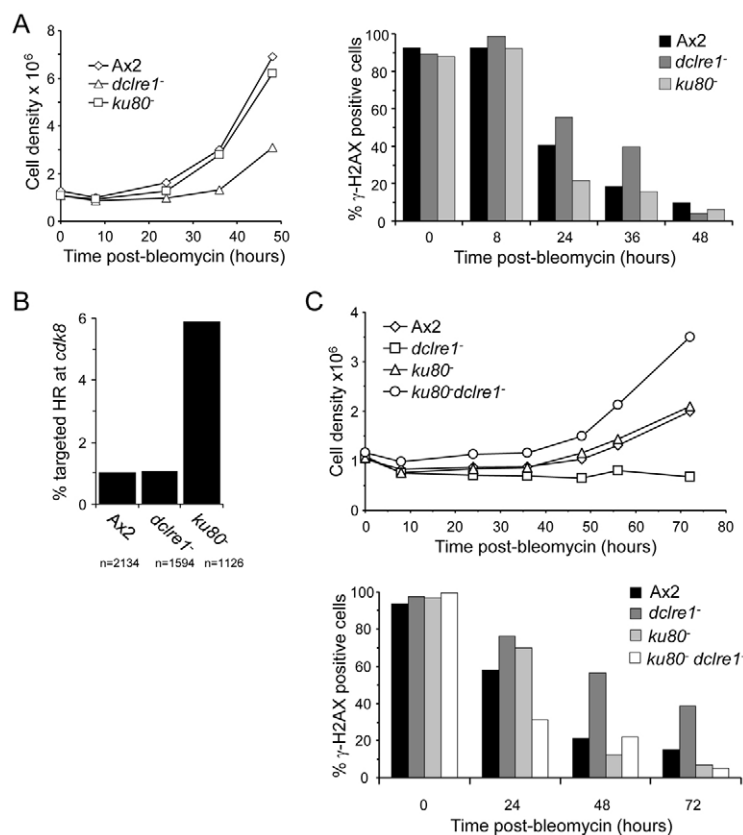 A
Cell density x 10⁶
8
6
4
2
0
Ax2
dclre1⁻
ku80⁻
0 10 20 30 40 50
Time post-bleomycin (hours)
% γ-H2AX positive cells
100
80
60
40
20
0
Ax2
dclre1⁻
ku80⁻
0 8 24 36 48
Time post-bleomycin (hours)
B
% targeted HR at cdk8
6
4
2
0
Ax2 dclre1⁻ ku80⁻
n=2134 n=1594 n=1126
C
Cell density x10⁶
4
3
2
1
0
Ax2
dclre1⁻
ku80⁻
ku80⁻dclre1⁻
0 10 20 30 40 50 60 70 80
Time post-bleomycin (hours)
% γ-H2AX positive cells
100
80
60
40
20
0
Ax2
dclre1⁻
ku80⁻
ku80⁻ dclre1⁻
0 24 48 72
Time post-bleomycin (hours)